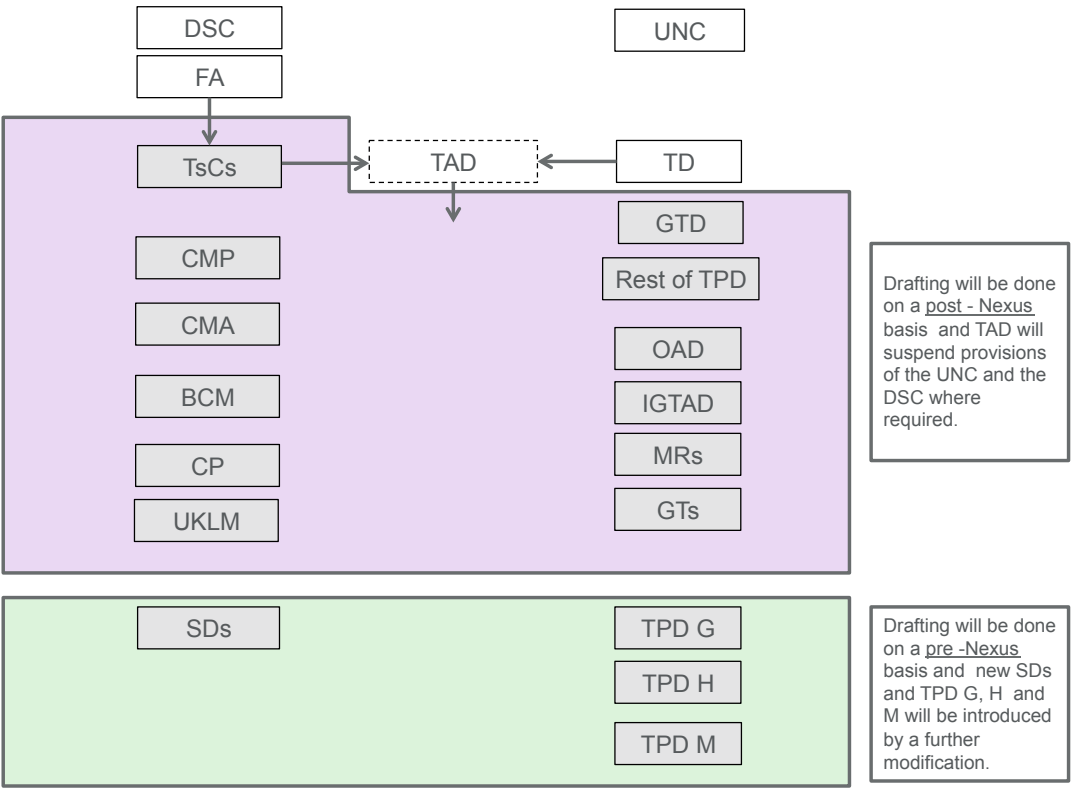 DSC
UNC
FA
TsCs
TAD
TD
GTD
CMP
Rest of TPD
CMA
OAD
BCM
IGTAD
CP
MRs
UKLM
GTs
Drafting will be done
on a post - Nexus
basis and TAD will
suspend provisions
of the UNC and the
DSC where
required.
SDs
TPD G
TPD H
TPD M
Drafting will be done
on a pre -Nexus
basis and new SDs
and TPD G, H and
M will be introduced
by a further
modification.